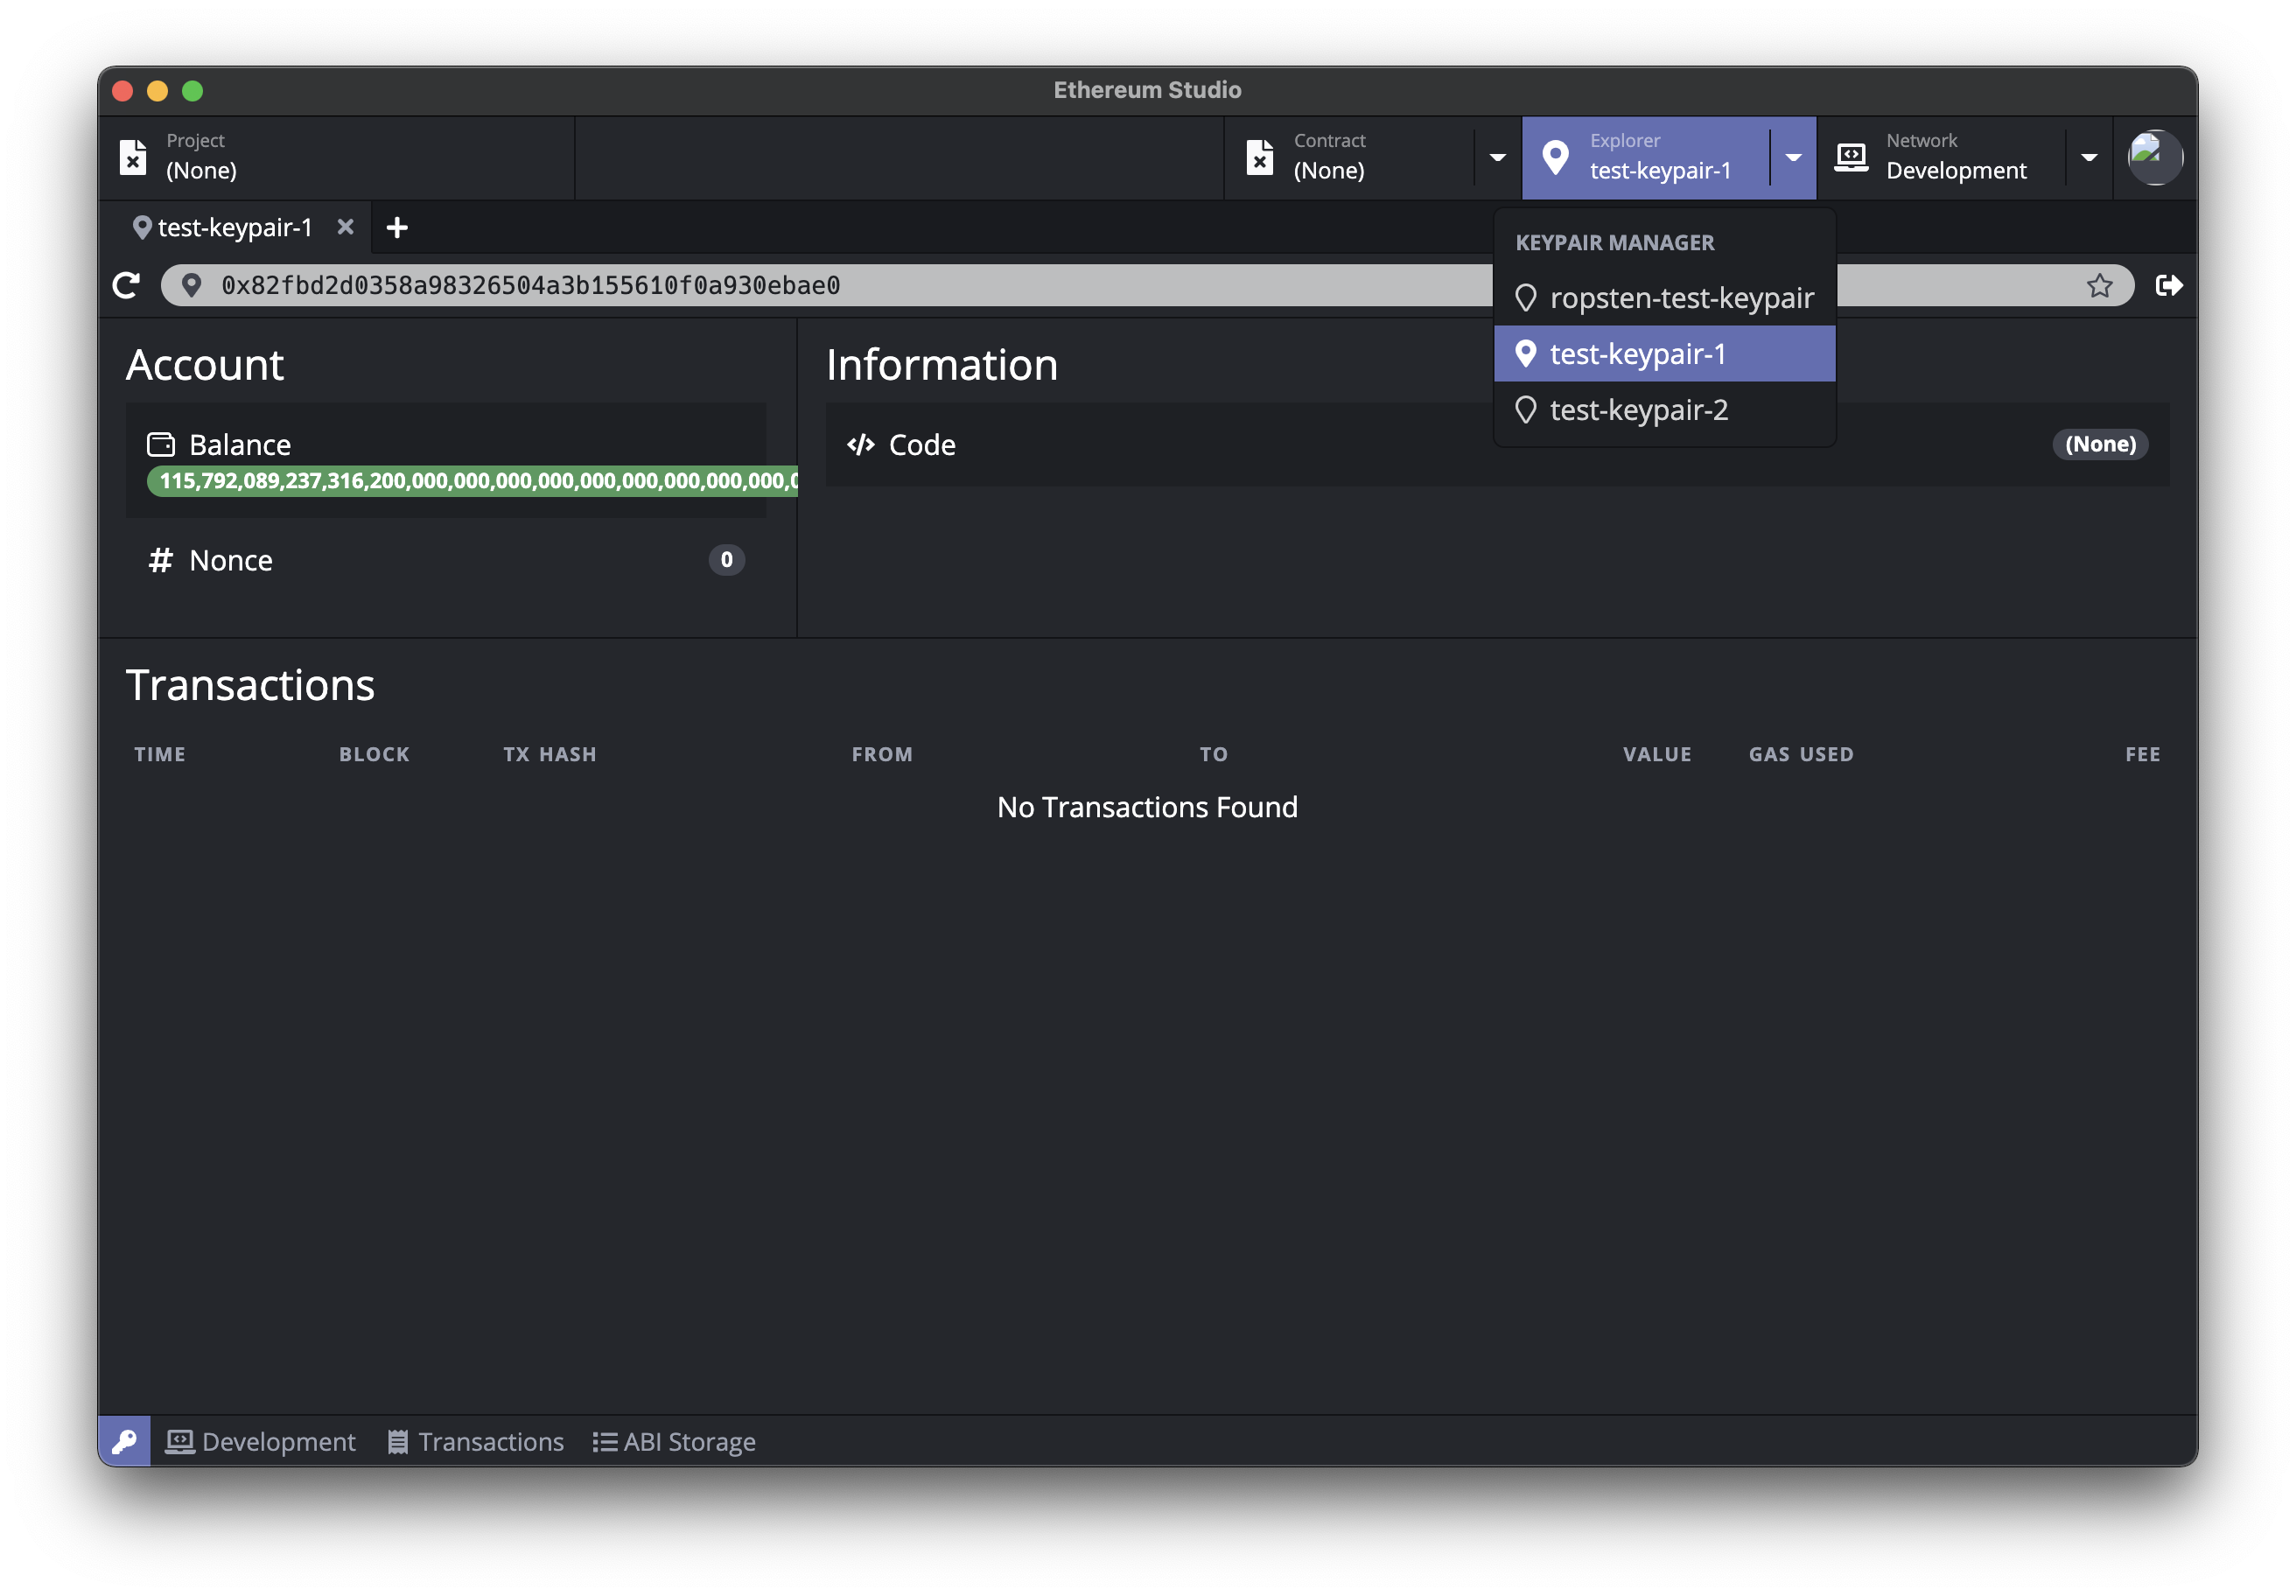 Ethereum Studio
Project
(None)
Contract
(None)
Explorer
test-keypair-1
Network
Development
test-keypair-1
0x82fbd2d0358a98326504a3b155610f0a930ebae0
KEYPAIR MANAGER
ropsten-test-keypair
test-keypair-1
test-keypair-2
Account
Balance
115,792,089,237,316,200,000,000,000,000,000,000,000,000,000,0
Nonce 0
Information
Code (None)
Transactions
TIME BLOCK TX HASH FROM TO VALUE GAS USED FEE
No Transactions Found
Development Transactions ABI Storage